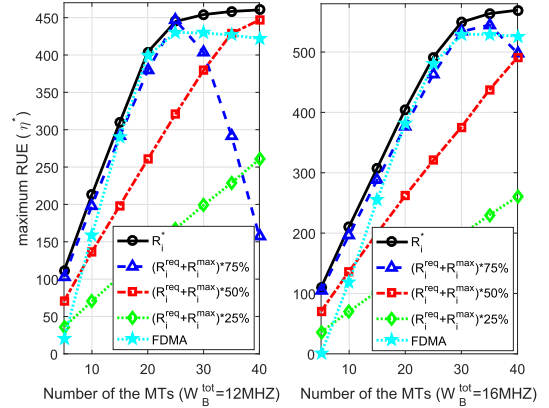 maximum RUE ( η* )
450
400
350
300
250
200
150
100
50
0
10 20 30 40
R_i^*
(R_i^req+R_i^max)*75%
(R_i^req+R_i^max)*50%
(R_i^req+R_i^max)*25%
FDMA
Number of the MTs (W_B^tot=12MHZ)
500
400
300
200
100
0
10 20 30 40
R_i^*
(R_i^req+R_i^max)*75%
(R_i^req+R_i^max)*50%
(R_i^req+R_i^max)*25%
FDMA
Number of the MTs (W_B^tot=16MHZ)